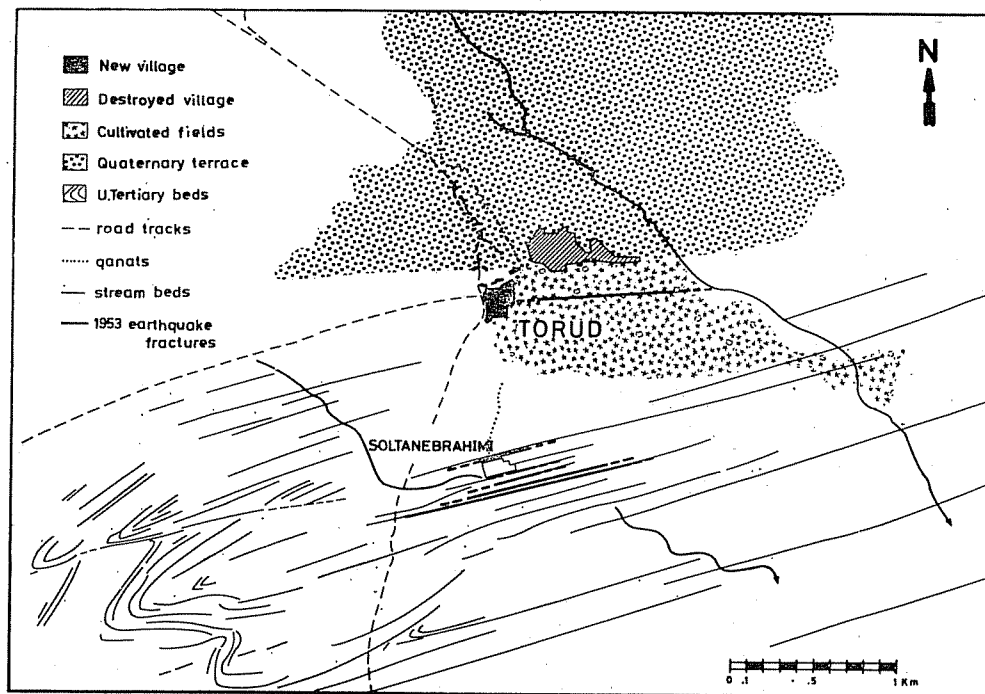 N
New village
Destroyed village
Cultivated fields
Quaternary terrace
U.Tertiary beds
road tracks
qanats
stream beds
1953 earthquake
fractures
TORUD
SOLTANEBRAHIMI
0 .1 .5 1 Km